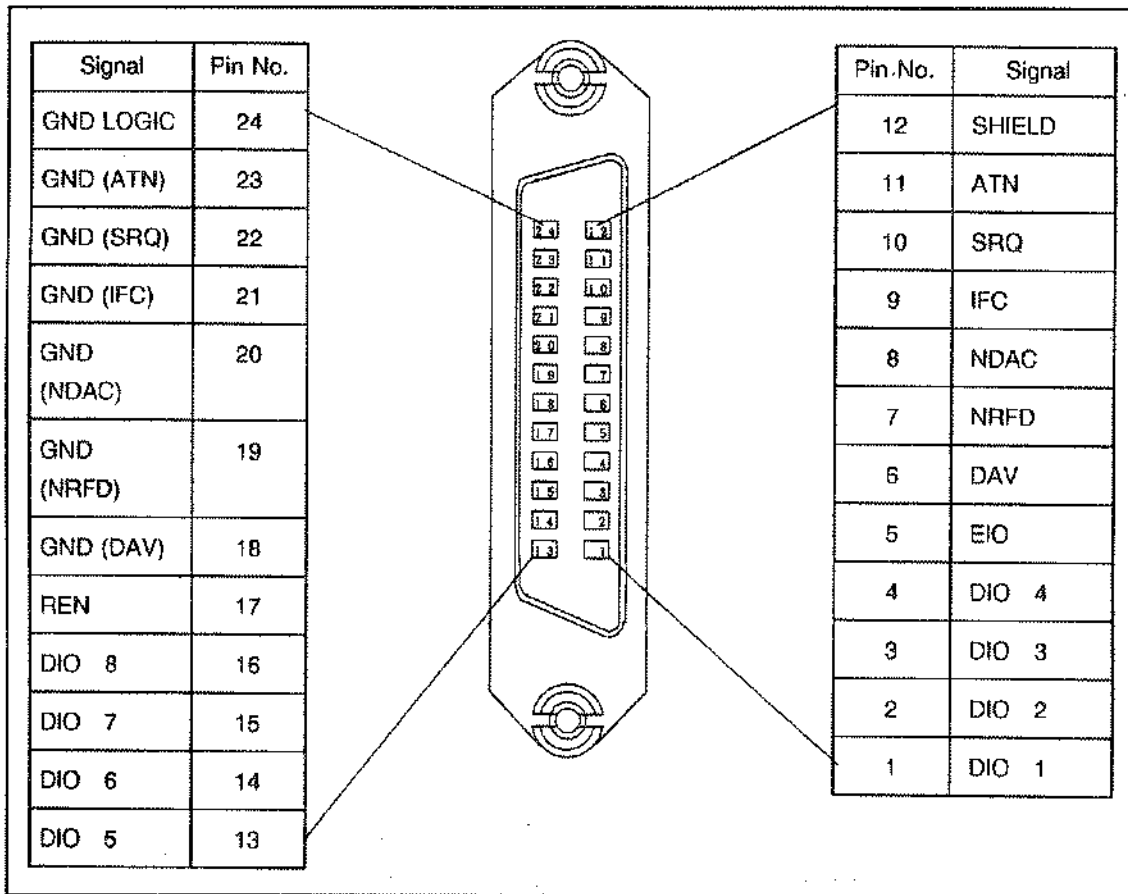 Signal Pin No.
GND LOGIC 24
GND (ATN) 23
GND (SRQ) 22
GND (IFC) 21
GND 20
(NDAC)
GND 19
(NRFD)
GND (DAV) 18
REN 17
DIO 8 16
DIO 7 15
DIO 6 14
DIO 5 13
24 12
23 11
22 10
21 9
20 8
19 7
18 6
17 5
16 4
15 3
14 2
13 1
Pin No. Signal
12 SHIELD
11 ATN
10 SRQ
9 IFC
8 NDAC
7 NRFD
6 DAV
5 EIO
4 DIO 4
3 DIO 3
2 DIO 2
1 DIO 1